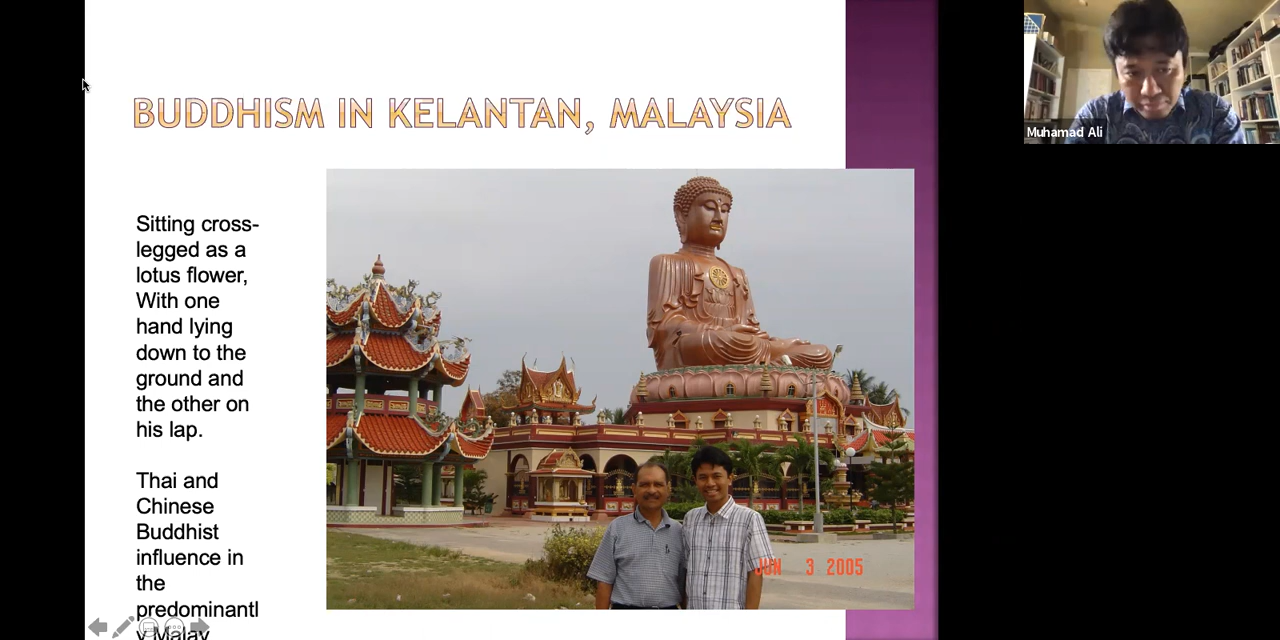 BUDDHISM IN KELANTAN, MALAYSIA
Muhamad Ali
Sitting cross-
legged as a
lotus flower,
With one
hand lying
down to the
ground and
the other on
his lap.
Thai and
Chinese
Buddhist
influence in
the
predominantl
y Malay
JUN 3 2005